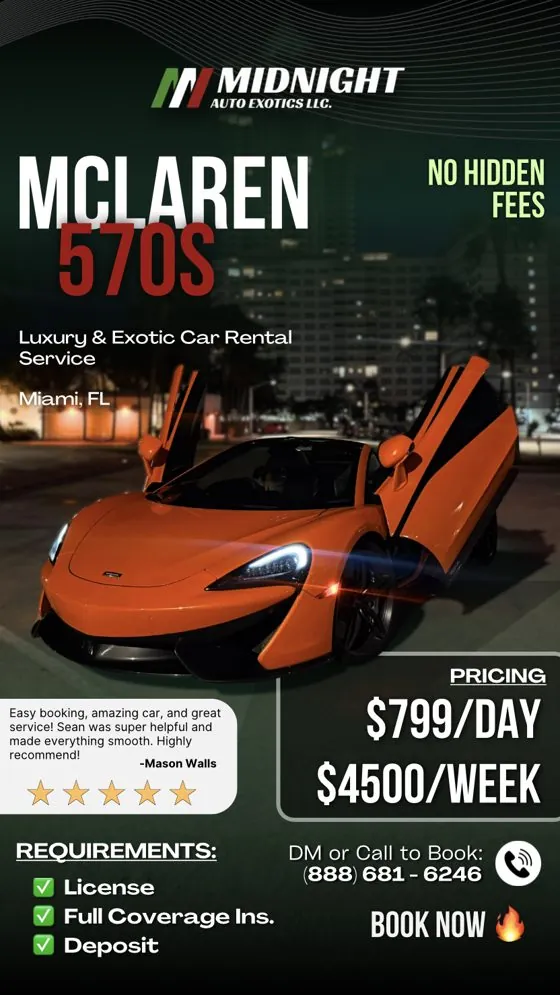 MIDNIGHT
AUTO EXOTICS LLC.
MCLAREN
570S
NO HIDDEN
FEES
Luxury & Exotic Car Rental
Service
Miami, FL
PRICING
$799/DAY
$4500/WEEK
Easy booking, amazing car, and great
service! Sean was super helpful and
made everything smooth. Highly
recommend!
-Mason Walls
REQUIREMENTS:
✅ License
✅ Full Coverage Ins.
✅ Deposit
DM or Call to Book:
(888) 681 - 6246
BOOK NOW 🔥